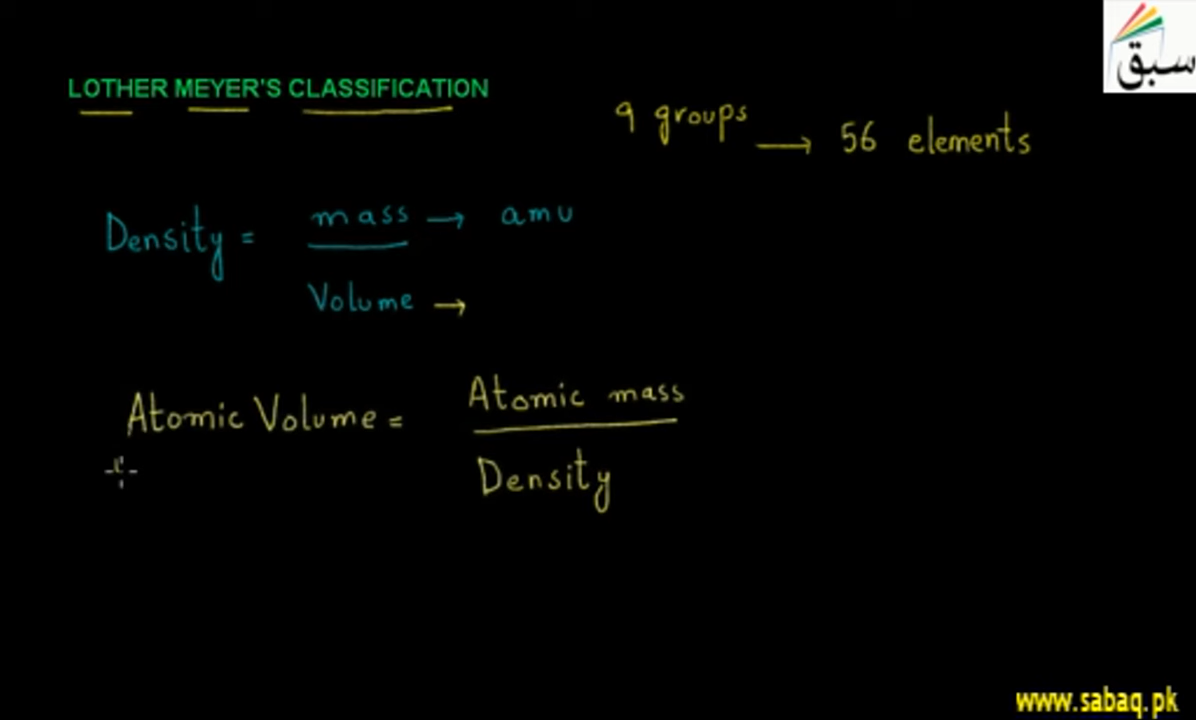 سبق
LOTHER MEYER'S CLASSIFICATION
9 groups → 56 elements
Density = mass → amu
Volume →
Atomic Volume = Atomic mass
Density
www.sabaq.pk